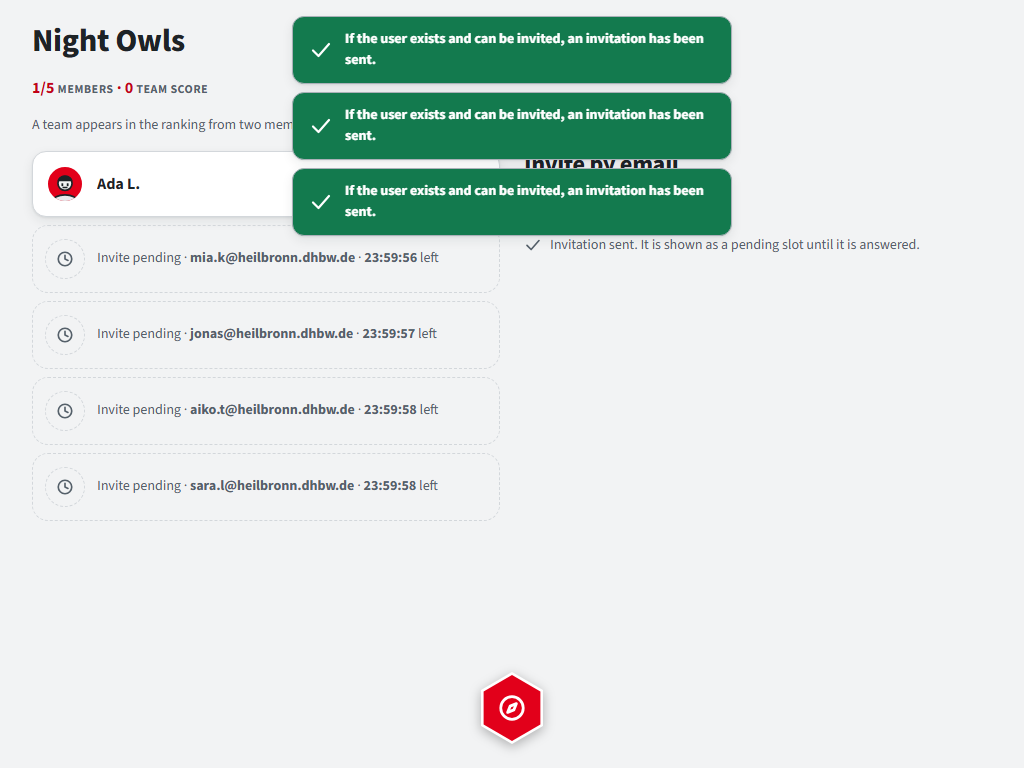 Night Owls
1/5 MEMBERS · 0 TEAM SCORE
A team appears in the ranking from two mem
If the user exists and can be invited, an invitation has been
sent.
If the user exists and can be invited, an invitation has been
sent.
If the user exists and can be invited, an invitation has been
sent.
Ada L.
Invite pending · mia.k@heilbronn.dhbw.de · 23:59:56 left
Invite pending · jonas@heilbronn.dhbw.de · 23:59:57 left
Invite pending · aiko.t@heilbronn.dhbw.de · 23:59:58 left
Invite pending · sara.l@heilbronn.dhbw.de · 23:59:58 left
Invite by email
Invitation sent. It is shown as a pending slot until it is answered.